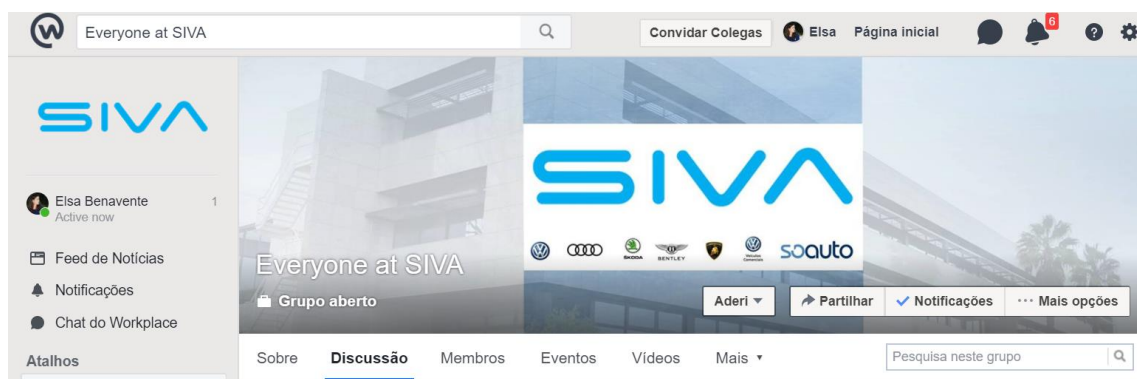 Everyone at SIVA
Convidar Colegas
Elsa
Página inicial
6
SIVA
Elsa Benavente 1
Active now
Feed de Notícias
Notificações
Chat do Workplace
Atalhos
SIVA
ŠKODA
BENTLEY
soauto
Everyone at SIVA
Grupo aberto
Aderi
Partilhar
Notificações
Mais opções
Sobre
Discussão
Membros
Eventos
Vídeos
Mais
Pesquisa neste grupo